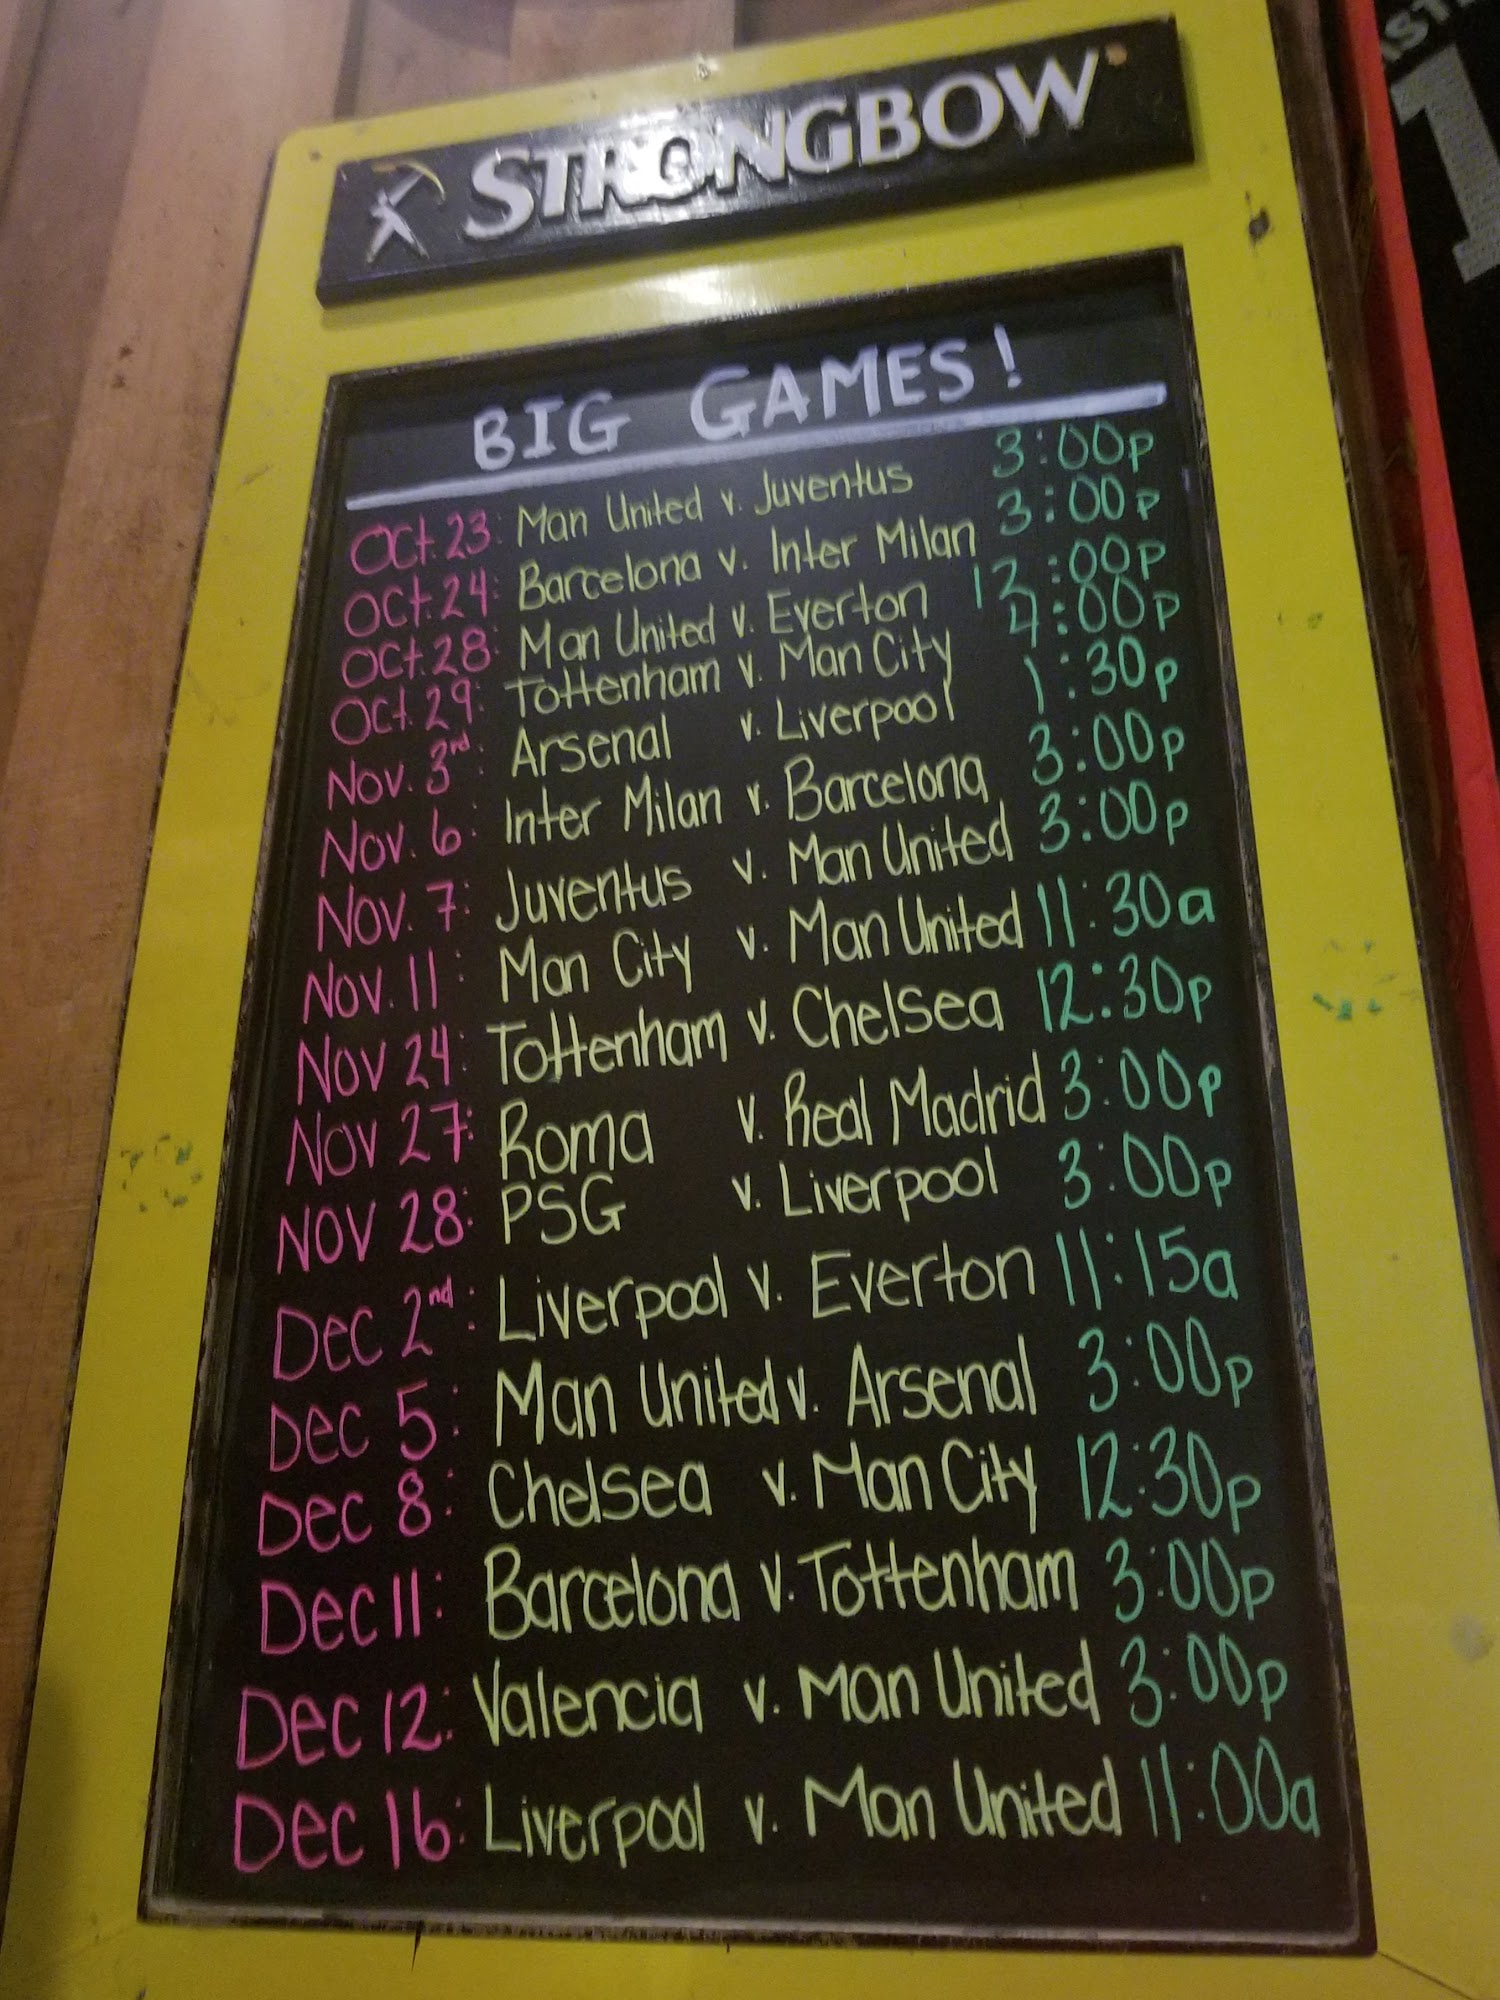 STRONGBOW
BIG GAMES!
Oct. 23: Man United v. Juventus 3:00p
Oct. 24: Barcelona v. Inter Milan 3:00p
Oct. 28: Man United v. Everton 12:00p
Oct. 29: Tottenham v. Man City 4:00p
Nov. 3rd: Arsenal v. Liverpool 1:30p
Nov. 6: Inter Milan v. Barcelona 3:00p
Nov. 7: Juventus v. Man United 3:00p
Nov. 11: Man City v. Man United 11:30a
Nov 24: Tottenham v. Chelsea 12:30p
Nov 27: Roma v. Real Madrid 3:00p
Nov 28: PSG v. Liverpool 3:00p
Dec 2nd: Liverpool v. Everton 11:15a
Dec 5: Man United v. Arsenal 3:00p
Dec 8: Chelsea v. Man City 12:30p
Dec 11: Barcelona v. Tottenham 3:00p
Dec 12: Valencia v. Man United 3:00p
Dec 16: Liverpool v. Man United 11:00a